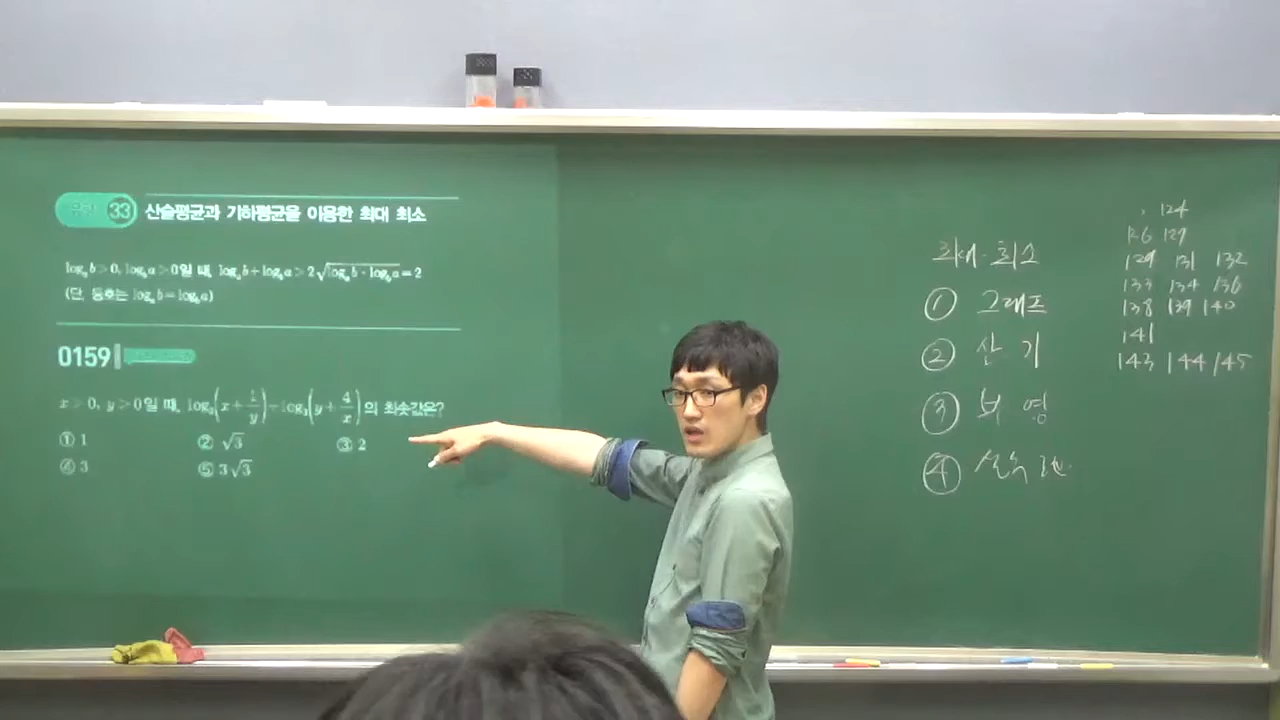 유형 33 산술평균과 기하평균을 이용한 최대 최소
log_a b>0, log_b a>0일 때, log_a b+log_b a≥2√(log_a b·log_b a)=2
(단, 등호는 log_a b=log_b a)
0159
x>0, y>0일 때, log₃(x+1/y)+log₃(y+4/x)의 최솟값은?
① 1 ② √3 ③ 2
④ 3 ⑤ 3√3
최대·최소
① 그래프
② 산 기
③ 부 영
④
124
126 127
129 131 132
133 134 136
138 139 140
141
143 144 145